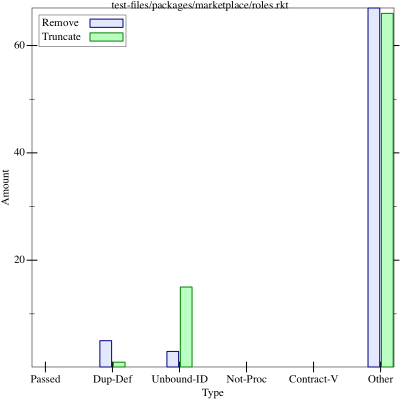 test-files/packages/marketplace/roles.rkt
Remove
Truncate
60
40
20
Amount
Passed Dup-Def Unbound-ID Not-Proc Contract-V Other
Type